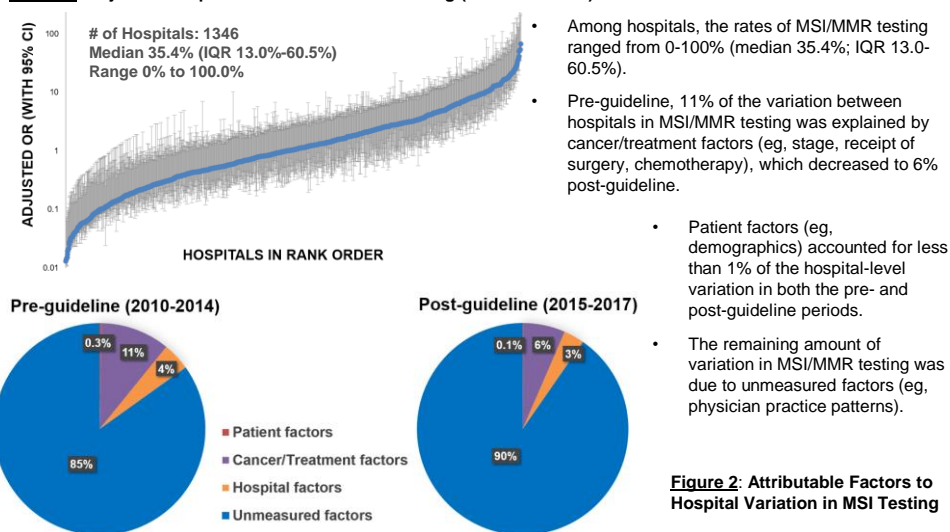 100
10
1
0.1
0.01
ADJUSTED OR (WITH 95% CI)
# of Hospitals: 1346
Median 35.4% (IQR 13.0%-60.5%)
Range 0% to 100.0%
HOSPITALS IN RANK ORDER
• Among hospitals, the rates of MSI/MMR testing
ranged from 0-100% (median 35.4%; IQR 13.0-
60.5%).
• Pre-guideline, 11% of the variation between
hospitals in MSI/MMR testing was explained by
cancer/treatment factors (eg, stage, receipt of
surgery, chemotherapy), which decreased to 6%
post-guideline.
• Patient factors (eg,
demographics) accounted for less
than 1% of the hospital-level
variation in both the pre- and
post-guideline periods.
• The remaining amount of
variation in MSI/MMR testing was
due to unmeasured factors (eg,
physician practice patterns).
Pre-guideline (2010-2014)
0.3%
11%
4%
85%
Patient factors
Cancer/Treatment factors
Hospital factors
Unmeasured factors
Post-guideline (2015-2017)
0.1%
6%
3%
90%
Figure 2: Attributable Factors to
Hospital Variation in MSI Testing